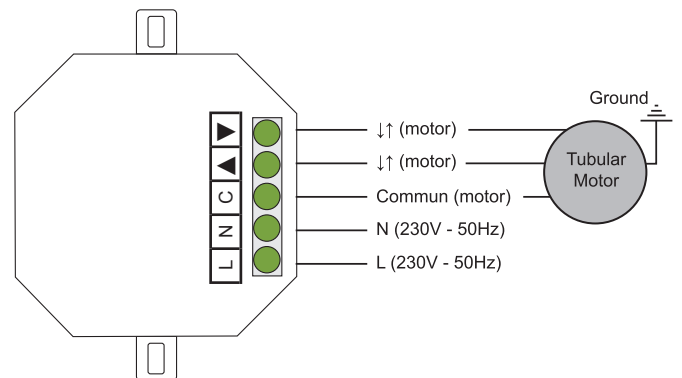 Ground
↓↑ (motor)
↓↑ (motor)
Tubular
Motor
C
Commun (motor)
N
N (230V - 50Hz)
L
L (230V - 50Hz)